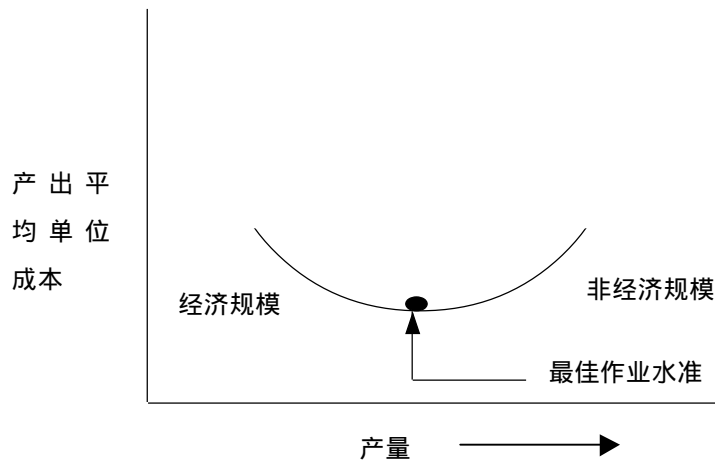 产出平
均单位
成本
经济规模
非经济规模
最佳作业水准
产量